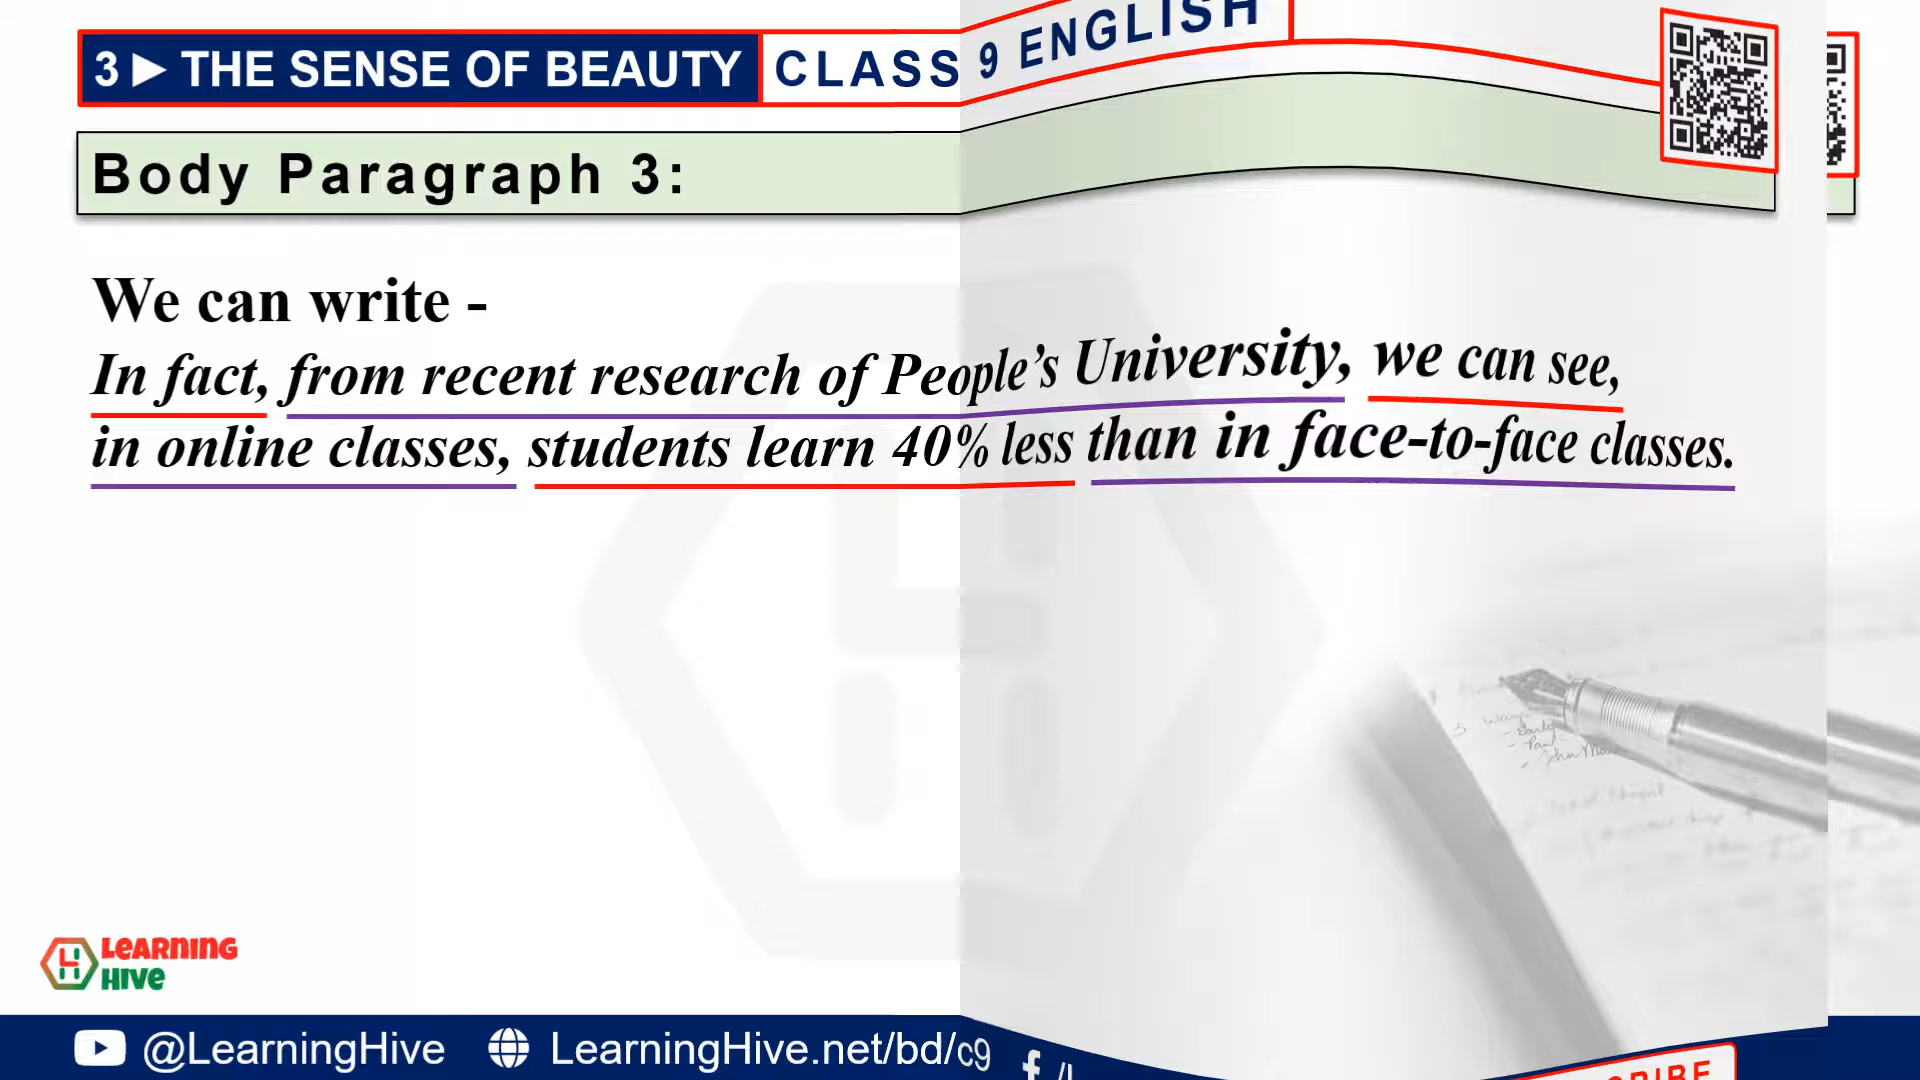 3 ► THE SENSE OF BEAUTY CLASS 9 ENGLISH
Body Paragraph 3:
We can write -
In fact, from recent research of People’s University, we can see,
in online classes, students learn 40% less than in face-to-face classes.
LEARNING
HIVE
@LearningHive LearningHive.net/bd/c9